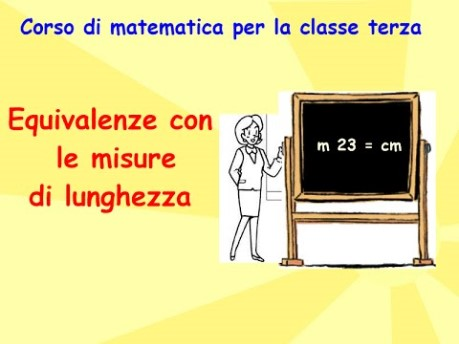 Corso di matematica per la classe terza
Equivalenze con
le misure
di lunghezza
m 23 = cm